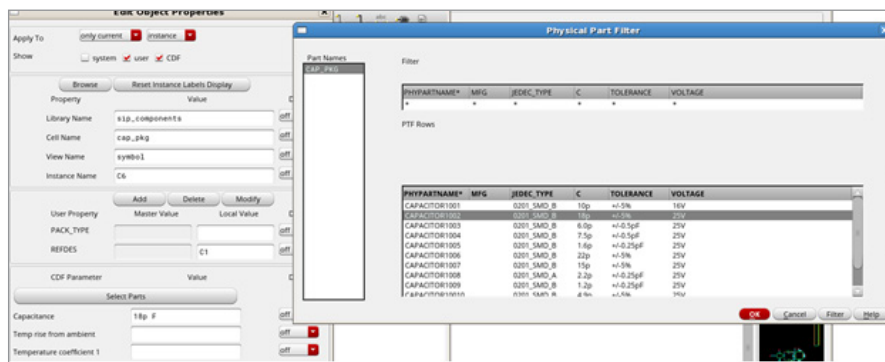 Edit Object Properties
Apply To only current instance
Show system user CDF
Browse Reset Instance Labels Display
Property Value
Library Name sip_components off
Cell Name cap_pkg off
View Name symbol off
Instance Name C6 off
Add Delete Modify
User Property Master Value Local Value
PACK_TYPE off
REFDES C1 off
CDF Parameter Value
Select Parts
Capacitance 18p F off
Temp rise from ambient off
Temperature coefficient 1 off
Physical Part Filter
Part Names
CAP_PKG
Filter
PHYPARTNAME* MFG JEDEC_TYPE C TOLERANCE VOLTAGE
* * * * * *
PTF Rows
PHYPARTNAME* MFG JEDEC_TYPE C TOLERANCE VOLTAGE
CAPACITOR1001 0201_SMD_B 10p +/-5% 16V
CAPACITOR1002 0201_SMD_B 18p +/-5% 25V
CAPACITOR1003 0201_SMD_B 6.0p +/-0.5pF 25V
CAPACITOR1004 0201_SMD_B 7.5p +/-0.5pF 25V
CAPACITOR1005 0201_SMD_B 1.6p +/-0.25pF 25V
CAPACITOR1006 0201_SMD_B 22p +/-5% 25V
CAPACITOR1007 0201_SMD_B 15p +/-5% 25V
CAPACITOR1008 0201_SMD_A 2.2p +/-0.25pF 25V
CAPACITOR1009 0201_SMD_B 1.2p +/-0.25pF 25V
CAPACITOR10010 0201_SMD_B 4.9p +/-5% 25V
OK Cancel Filter Help